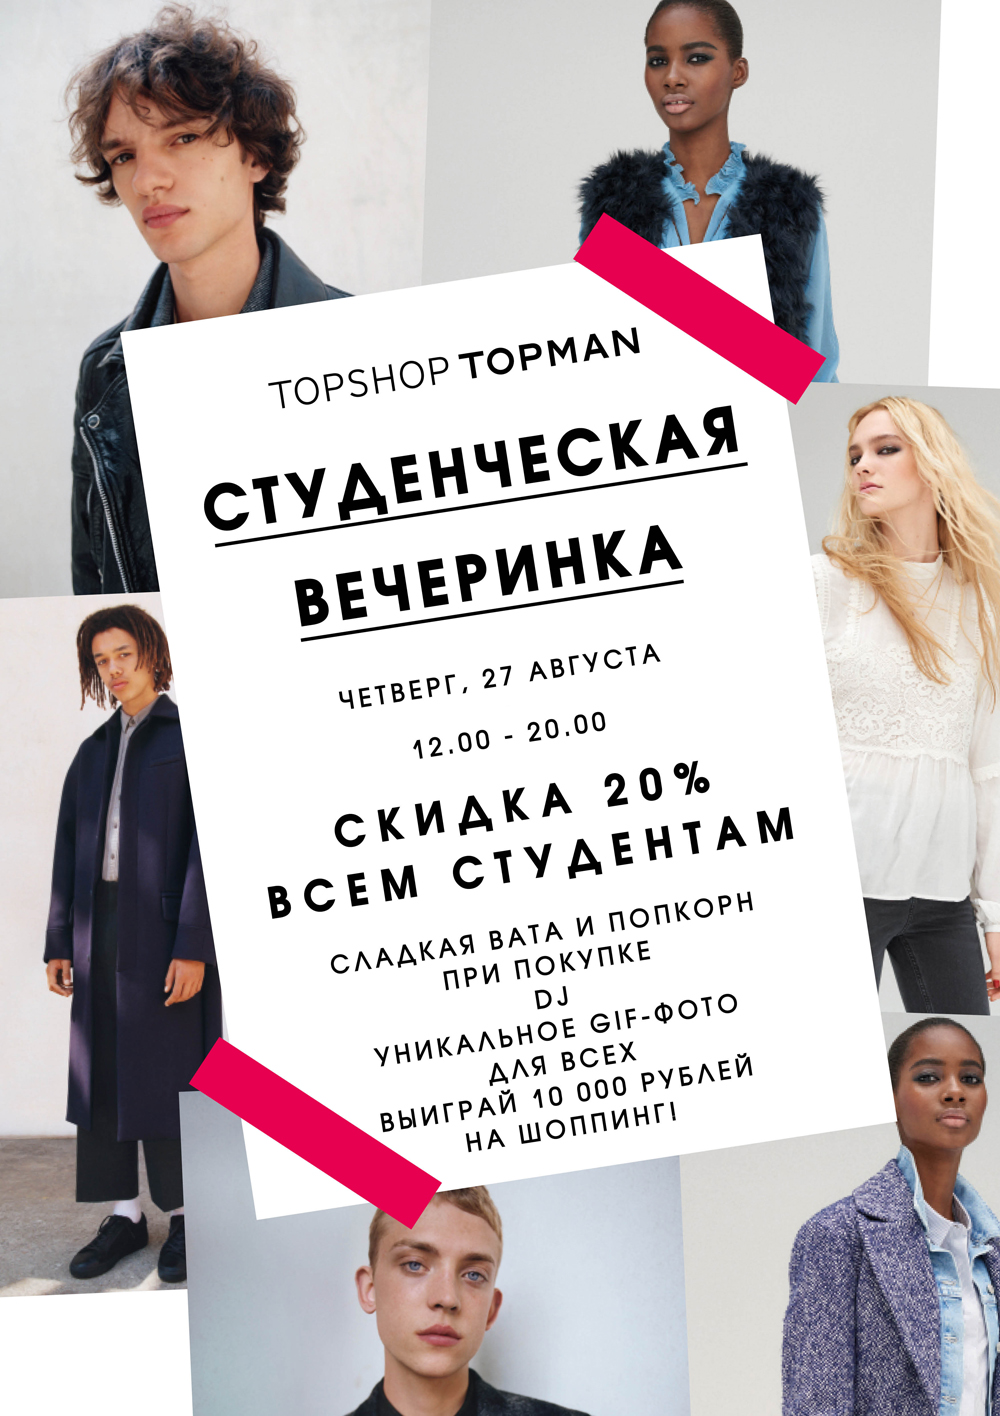 TOPSHOP TOPMAN
СТУДЕНЧЕСКАЯ
ВЕЧЕРИНКА
ЧЕТВЕРГ, 27 АВГУСТА
12.00 - 20.00
СКИДКА 20%
ВСЕМ СТУДЕНТАМ
СЛАДКАЯ ВАТА И ПОПКОРН
ПРИ ПОКУПКЕ
DJ
УНИКАЛЬНОЕ GIF-ФОТО
ДЛЯ ВСЕХ
ВЫИГРАЙ 10 000 РУБЛЕЙ
НА ШОППИНГ!